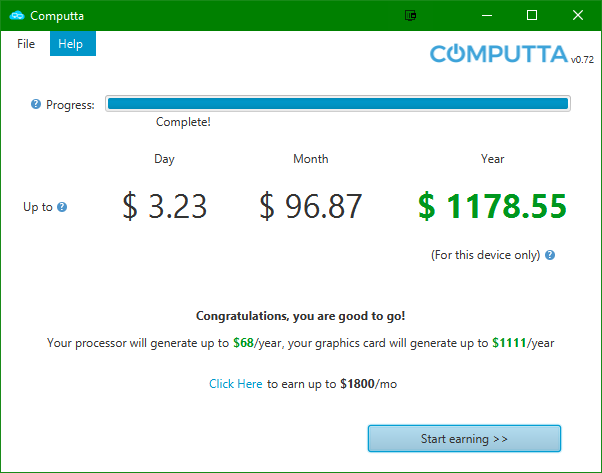 Computta
File Help
COMPUTTA v0.72
Progress:
Complete!
Day Month Year
Up to $ 3.23 $ 96.87 $ 1178.55
(For this device only)
Congratulations, you are good to go!
Your processor will generate up to $68/year, your graphics card will generate up to $1111/year
Click Here to earn up to $1800/mo
Start earning >>